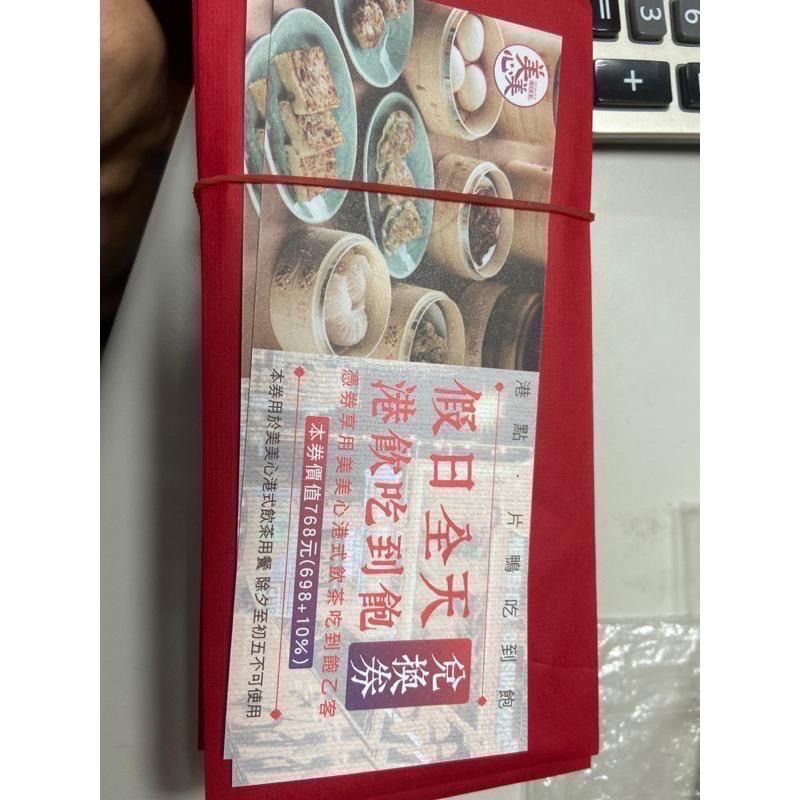 美美心
港點．片鴨吃到飽
假日全天
港飲吃到飽
兌換券
憑券享用美美心港式飲茶吃到飽乙客
本券價值768元(698+10%)
本券用於美美心港式飲茶用餐 除夕至初五不可使用
=
3
6
+